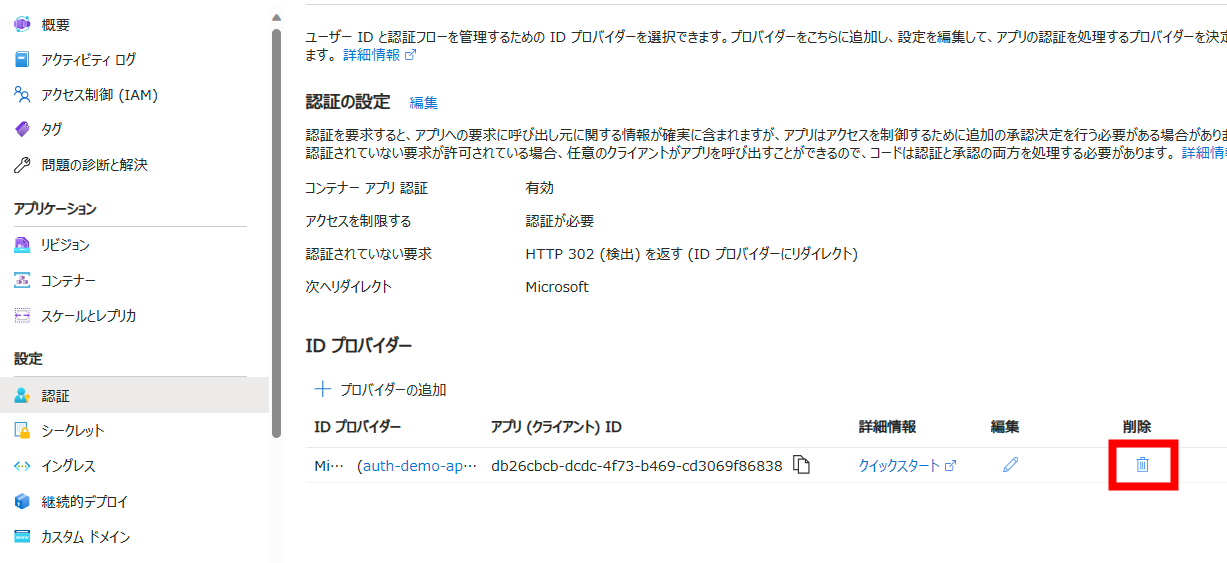 概要
アクティビティ ログ
アクセス制御 (IAM)
タグ
問題の診断と解決
アプリケーション
リビジョン
コンテナー
スケールとレプリカ
設定
認証
シークレット
イングレス
継続的デプロイ
カスタム ドメイン
ユーザー ID と認証フローを管理するための ID プロバイダーを選択できます。プロバイダーをこちらに追加し、設定を編集して、アプリの認証を処理するプロバイダーを決定
ます。 詳細情報
認証の設定 編集
認証を要求すると、アプリへの要求に呼び出し元に関する情報が確実に含まれますが、アプリはアクセスを制御するために追加の承認決定を行う必要がある場合がありま
認証されていない要求が許可されている場合、任意のクライアントがアプリを呼び出すことができるので、コードは認証と承認の両方を処理する必要があります。 詳細情
コンテナー アプリ 認証 有効
アクセスを制限する 認証が必要
認証されていない要求 HTTP 302 (検出) を返す (ID プロバイダーにリダイレクト)
次へリダイレクト Microsoft
ID プロバイダー
プロバイダーの追加
ID プロバイダー アプリ (クライアント) ID 詳細情報 編集 削除
Mi… (auth-demo-ap… db26cbcb-dcdc-4f73-b469-cd3069f86838 クイックスタート